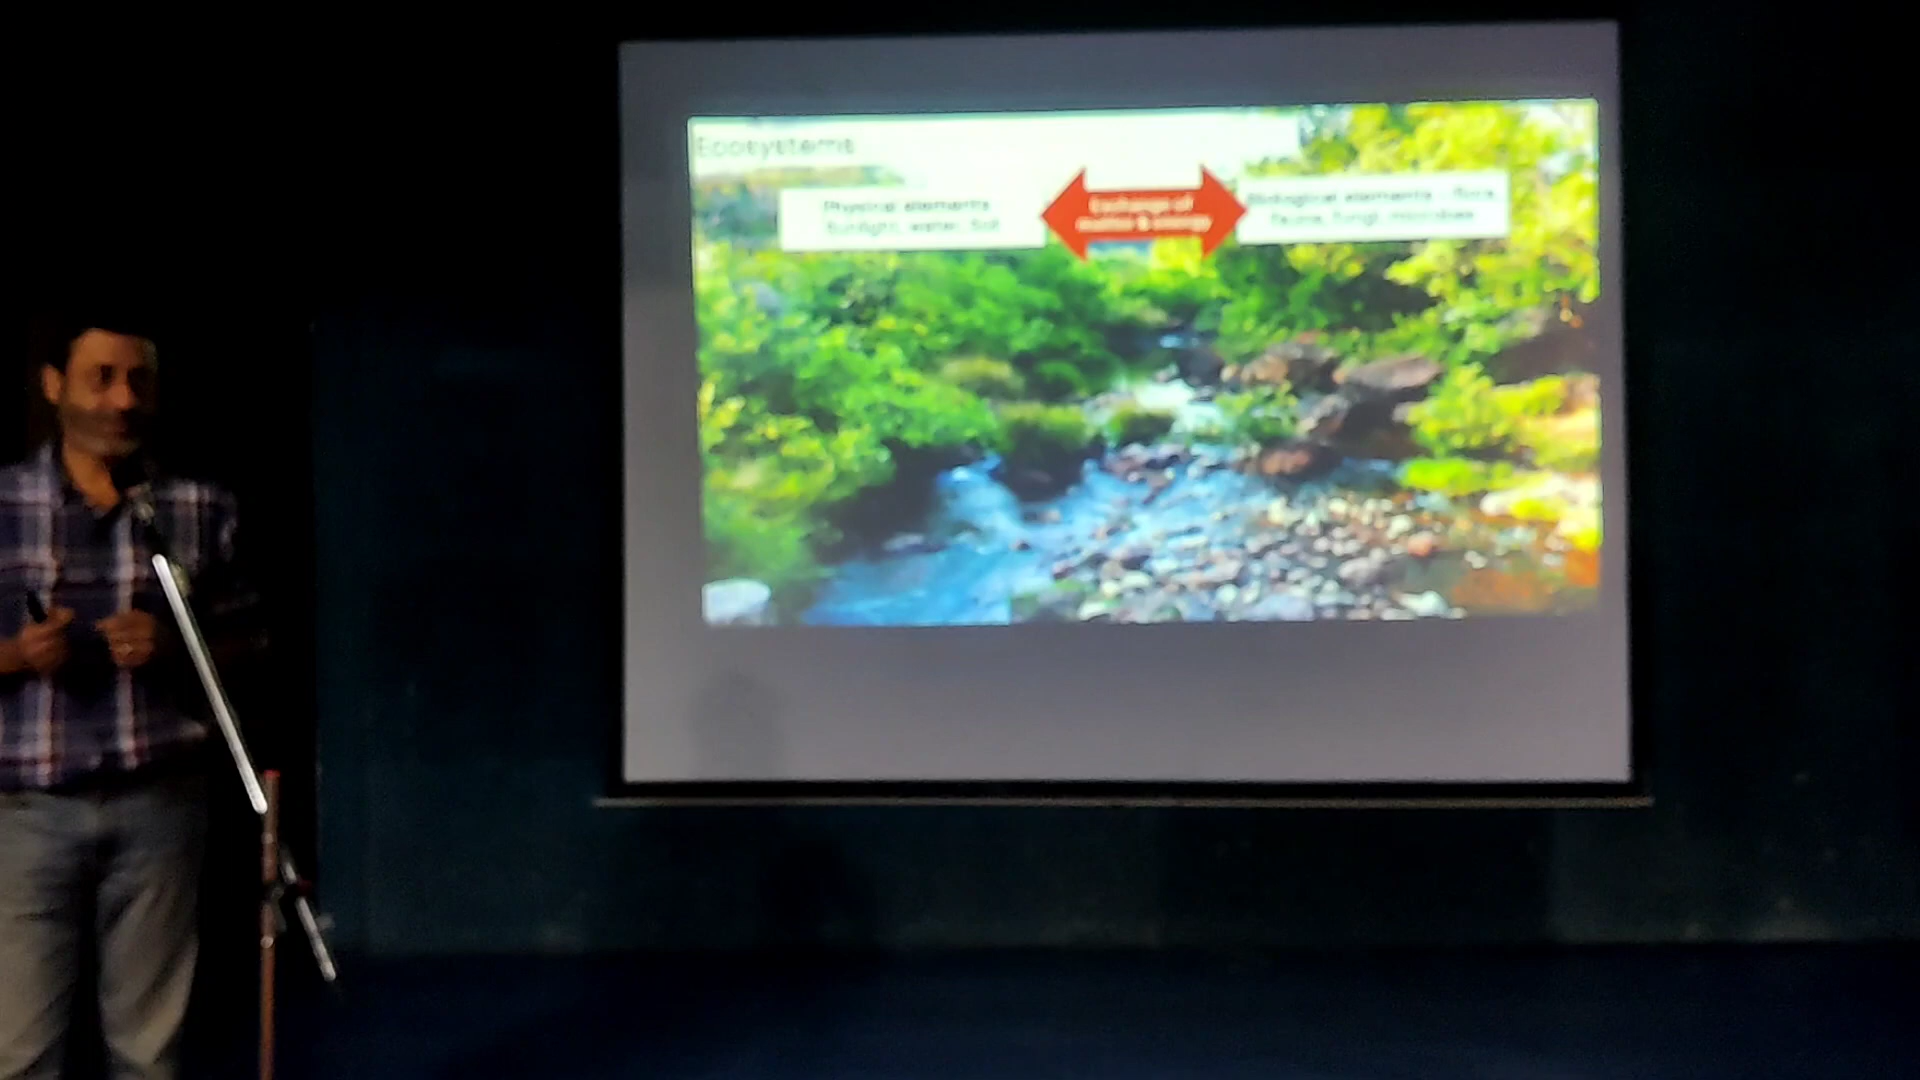 Ecosystems
Physical elements
Sunlight, water, Soil
Exchange of
matter & energy
Biological elements - flora,
fauna, fungi, microbes